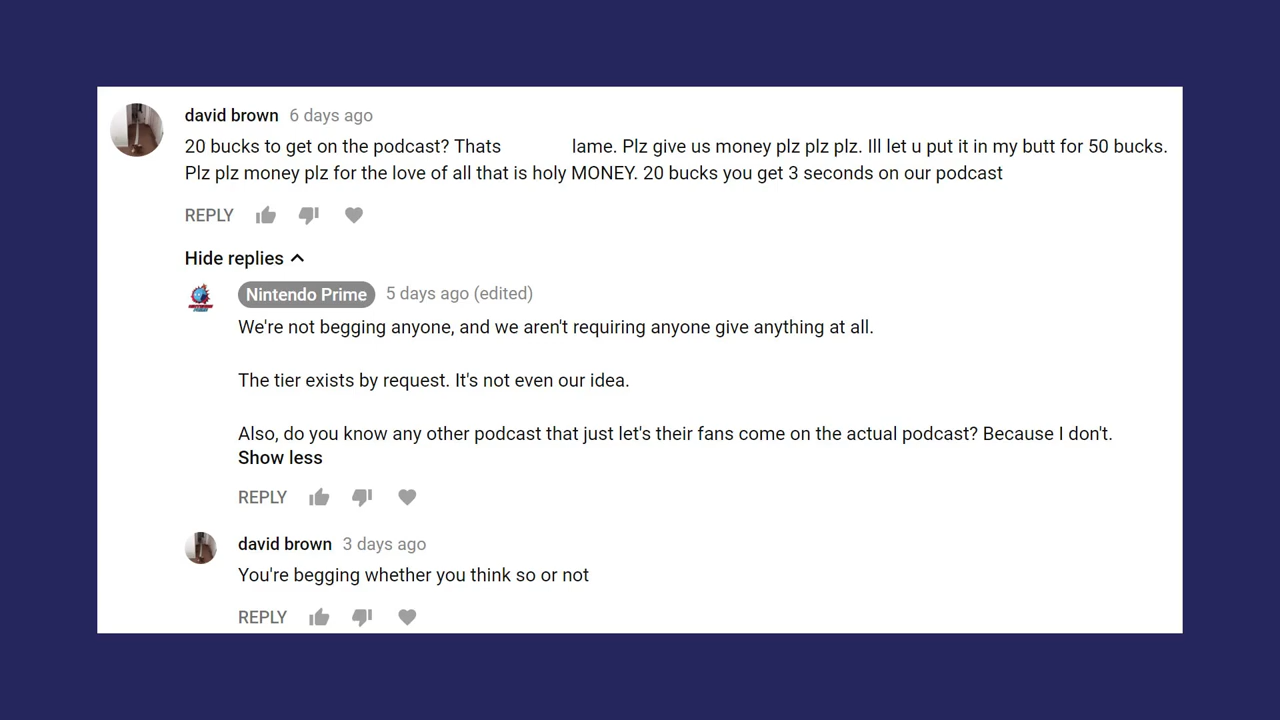 david brown 6 days ago
20 bucks to get on the podcast? Thats lame. Plz give us money plz plz plz. Ill let u put it in my butt for 50 bucks.
Plz plz money plz for the love of all that is holy MONEY. 20 bucks you get 3 seconds on our podcast
REPLY
Hide replies
Nintendo Prime 5 days ago (edited)
We're not begging anyone, and we aren't requiring anyone give anything at all.
The tier exists by request. It's not even our idea.
Also, do you know any other podcast that just let's their fans come on the actual podcast? Because I don't.
Show less
REPLY
david brown 3 days ago
You're begging whether you think so or not
REPLY